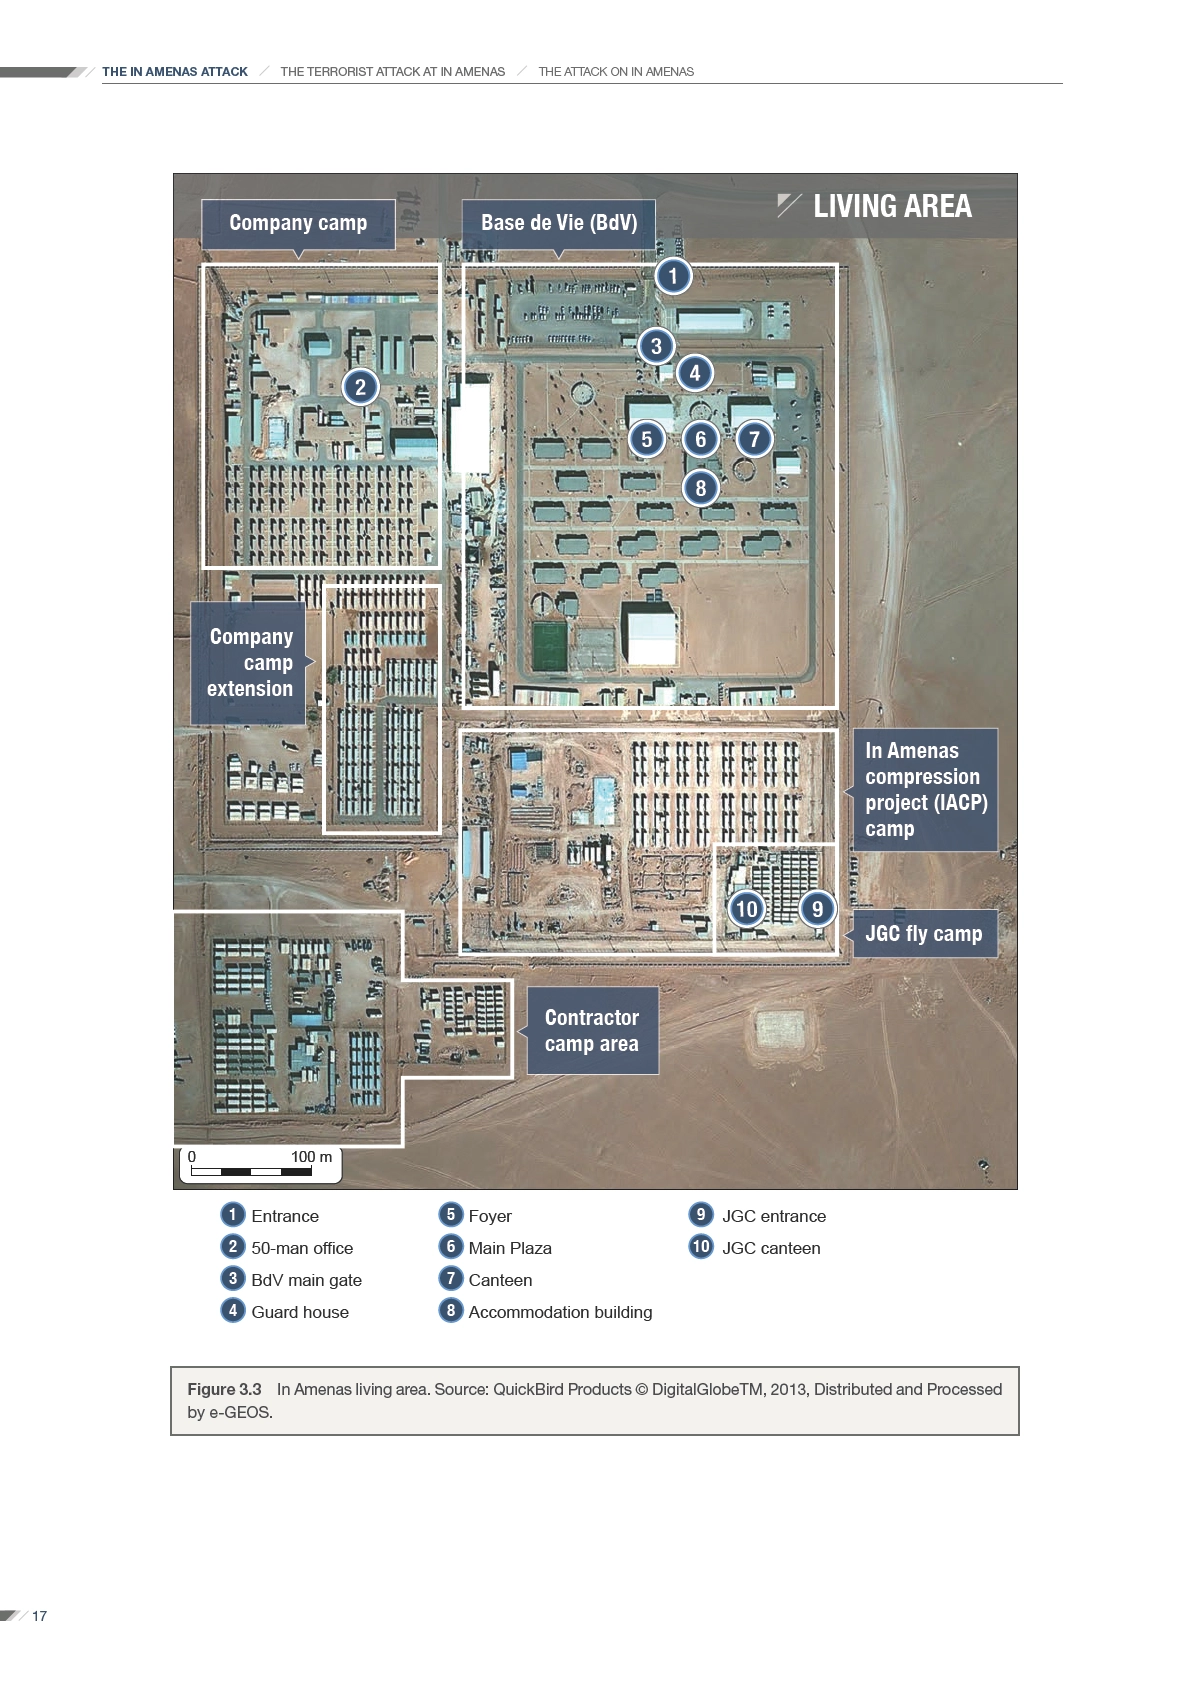 THE IN AMENAS ATTACK / THE TERRORIST ATTACK AT IN AMENAS / THE ATTACK ON IN AMENAS
LIVING AREA
Company camp
Base de Vie (BdV)
1
3
4
2
5
6
7
8
Company
camp
extension
In Amenas
compression
project (IACP)
camp
10
9
JGC fly camp
Contractor
camp area
0 100 m
1 Entrance
2 50-man office
3 BdV main gate
4 Guard house
5 Foyer
6 Main Plaza
7 Canteen
8 Accommodation building
9 JGC entrance
10 JGC canteen
Figure 3.3 In Amenas living area. Source: QuickBird Products © DigitalGlobeTM, 2013, Distributed and Processed
by e-GEOS.
17